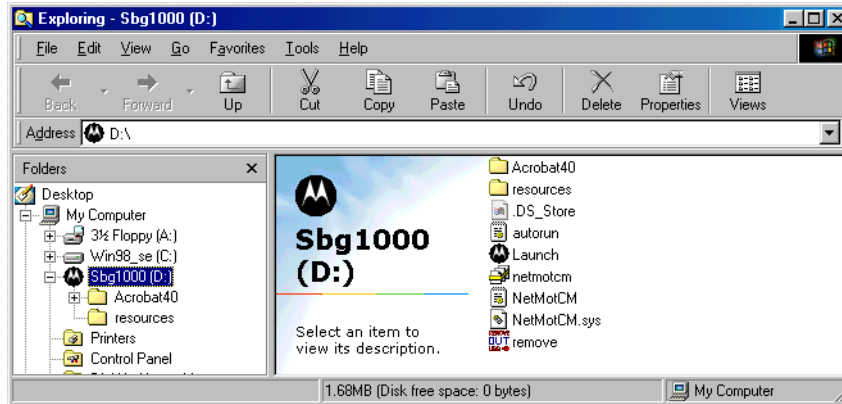 Exploring - Sbg1000 (D:)
File Edit View Go Favorites Tools Help
Back Forward Up Cut Copy Paste Undo Delete Properties Views
Address D:\
Folders x
Desktop
My Computer
3½ Floppy (A:)
Win98_se (C:)
Sbg1000 (D:)
Acrobat40
resources
Printers
Control Panel
Sbg1000
(D:)
Select an item to
view its description.
Acrobat40
resources
.DS_Store
autorun
Launch
netmotcm
NetMotCM
NetMotCM.sys
remove
1.68MB (Disk free space: 0 bytes) My Computer